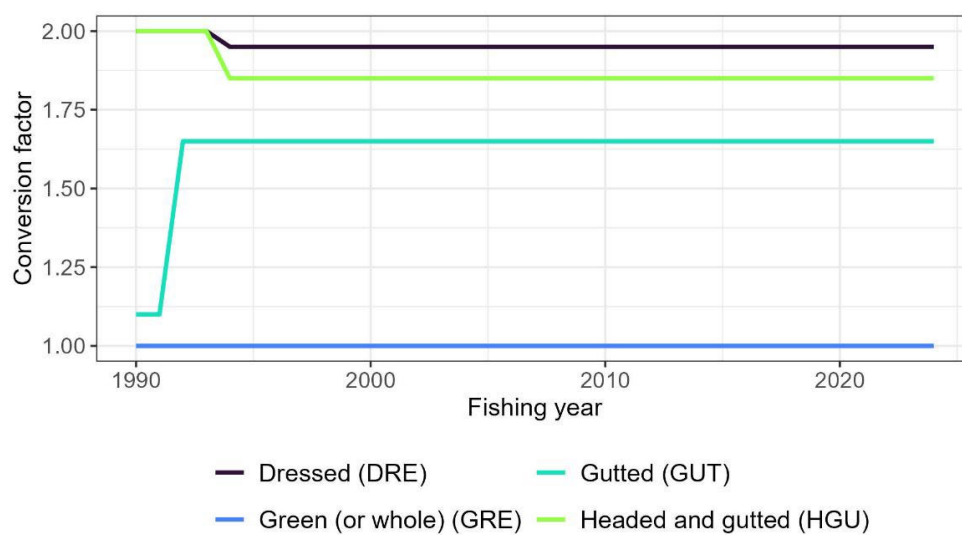 2.00
1.75
1.50
1.25
1.00
Conversion factor
1990 2000 2010 2020
Fishing year
Dressed (DRE) Gutted (GUT)
Green (or whole) (GRE) Headed and gutted (HGU)